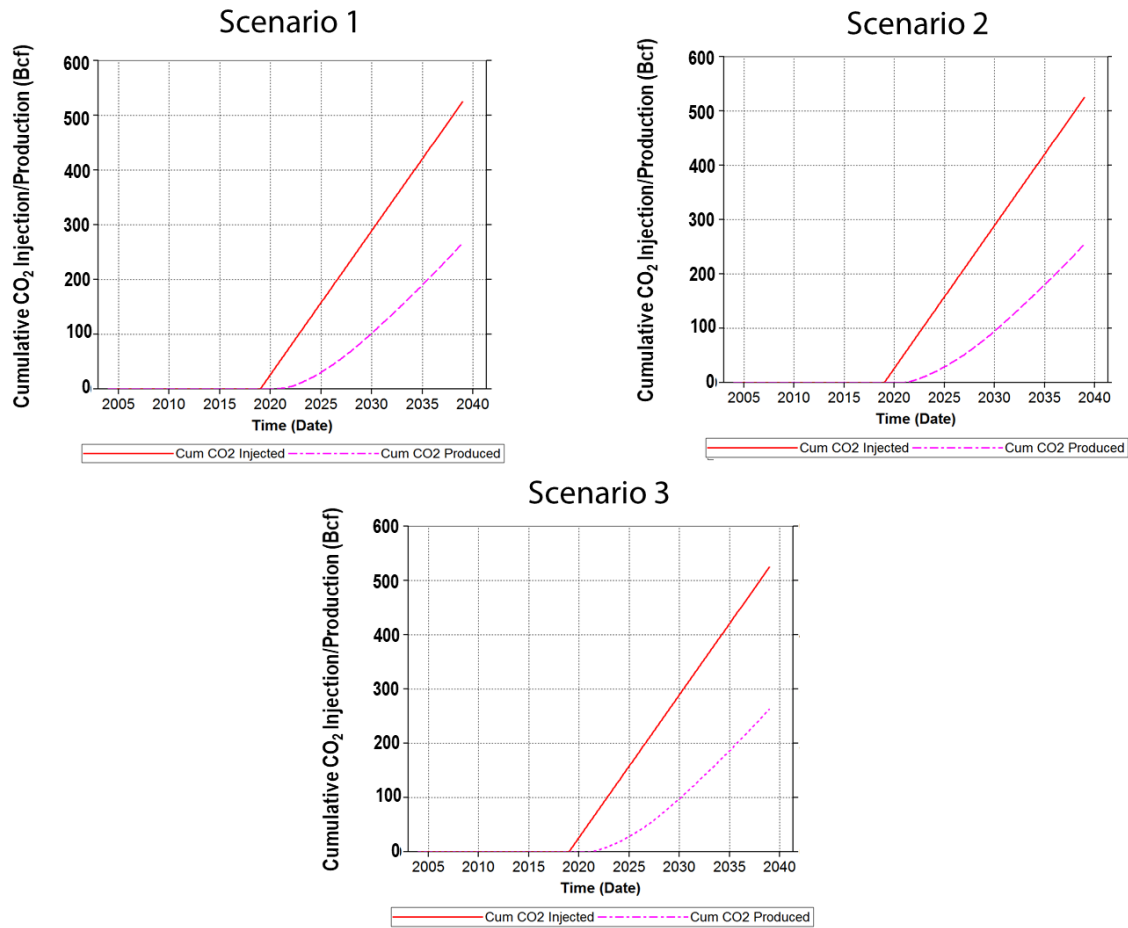 Scenario 1
Cumulative CO₂ Injection/Production (Bcf)
600
500
400
300
200
100
0
2005 2010 2015 2020 2025 2030 2035 2040
Time (Date)
Cum CO2 Injected Cum CO2 Produced
Scenario 2
Cumulative CO₂ Injection/Production (Bcf)
600
500
400
300
200
100
0
2005 2010 2015 2020 2025 2030 2035 2040
Time (Date)
Cum CO2 Injected Cum CO2 Produced
Scenario 3
Cumulative CO₂ Injection/Production (Bcf)
600
500
400
300
200
100
0
2005 2010 2015 2020 2025 2030 2035 2040
Time (Date)
Cum CO2 Injected Cum CO2 Produced